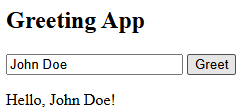 Greeting App
John Doe Greet
Hello, John Doe!